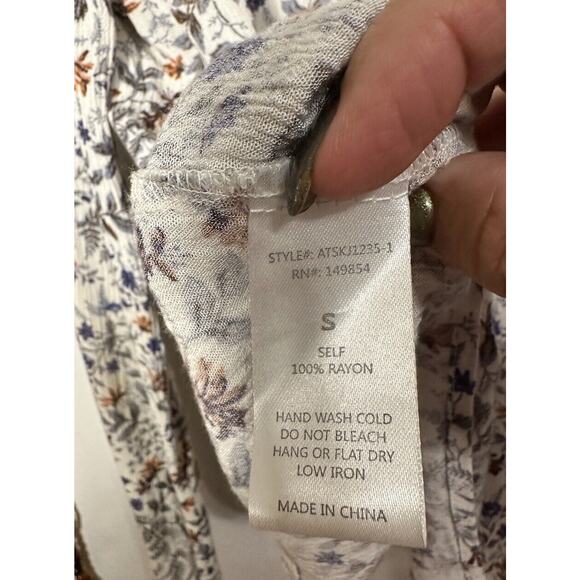 STYLE#: ATSKJ1235-1
RN#: 149854
S
SELF
100% RAYON
HAND WASH COLD
DO NOT BLEACH
HANG OR FLAT DRY
LOW IRON
MADE IN CHINA